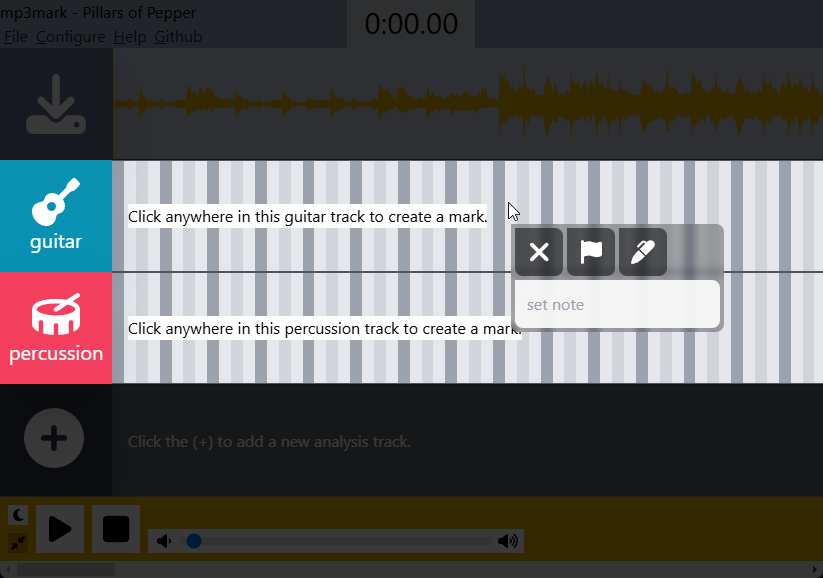 mp3mark - Pillars of Pepper
File Configure Help Github
0:00.00
guitar
Click anywhere in this guitar track to create a mark.
set note
percussion
Click anywhere in this percussion track to create a mark.
Click the (+) to add a new analysis track.